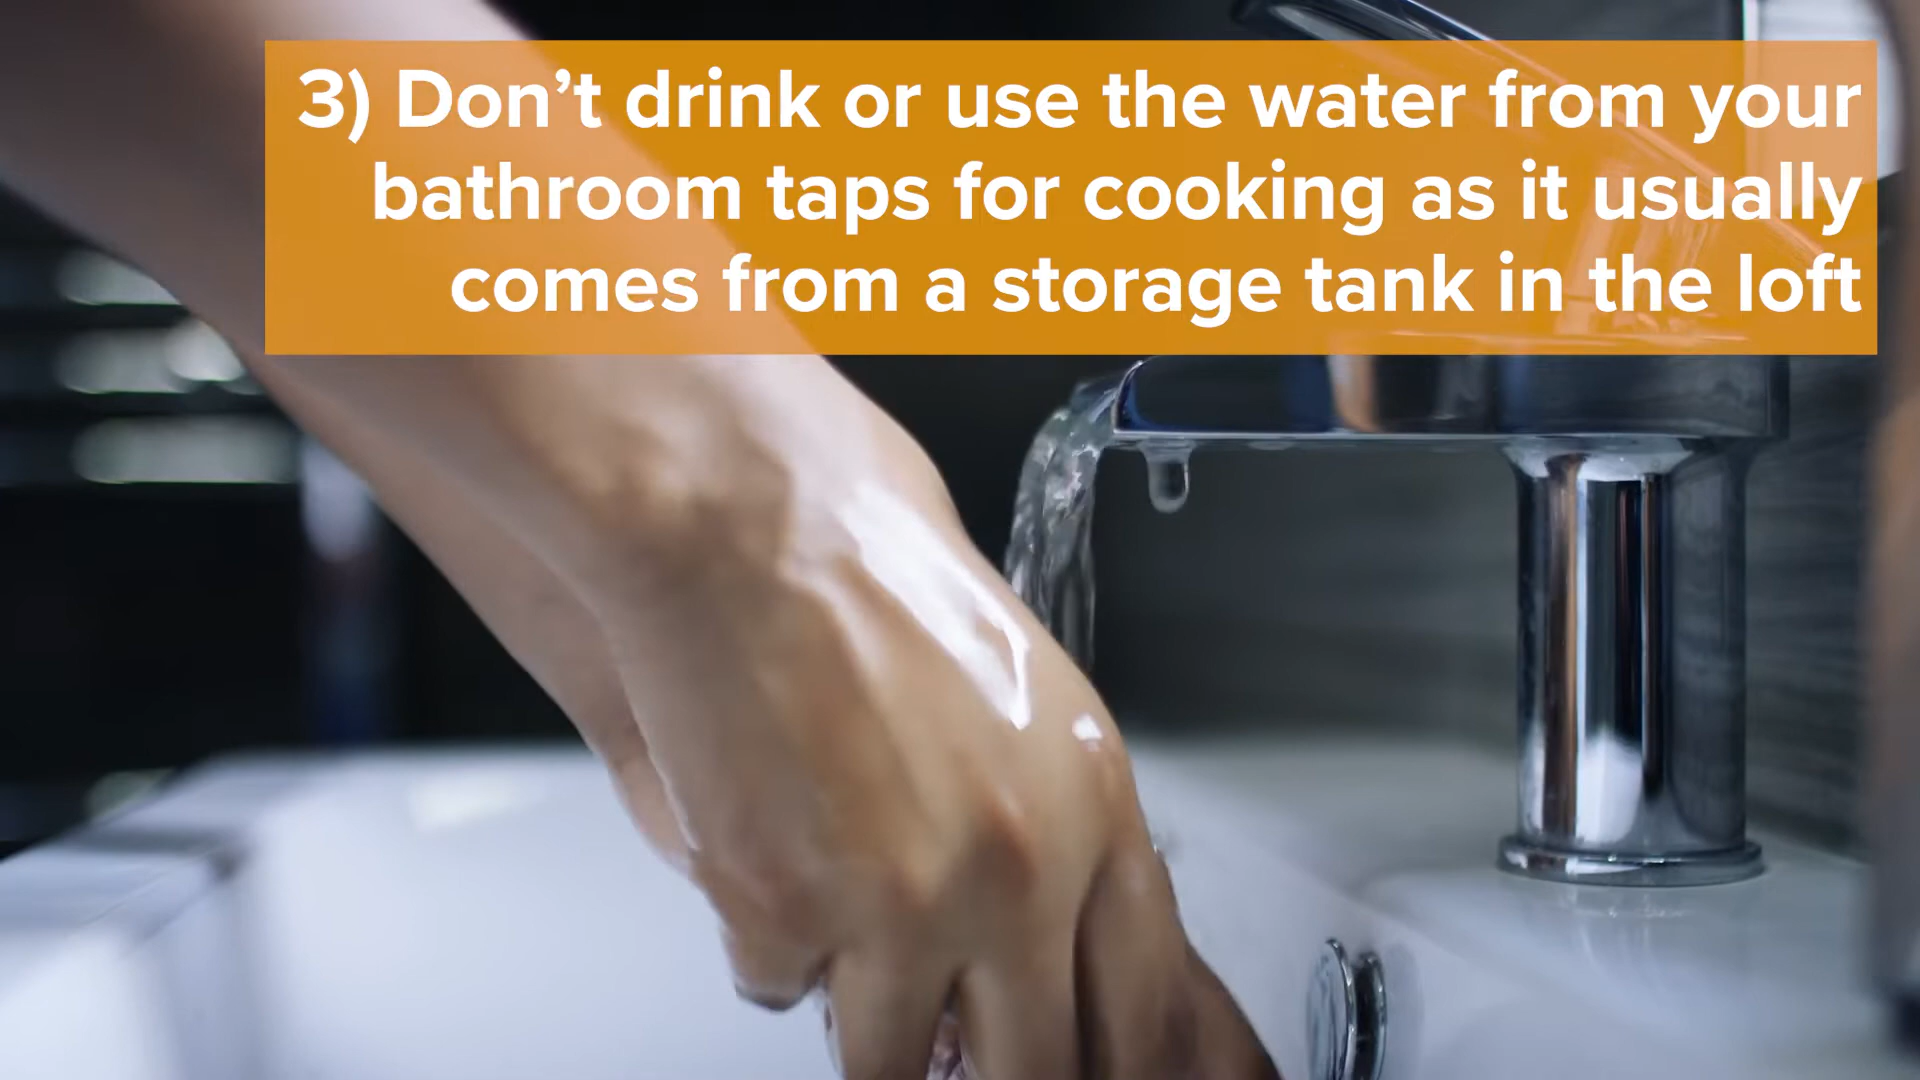 3) Don’t drink or use the water from your
bathroom taps for cooking as it usually
comes from a storage tank in the loft